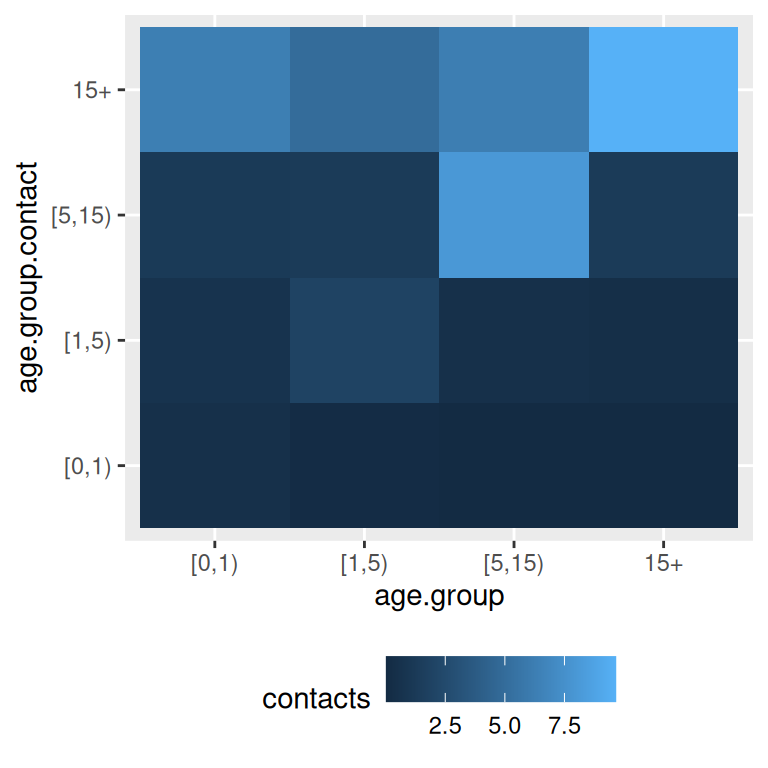 age.group.contact
15+
[5,15)
[1,5)
[0,1)
[0,1) [1,5) [5,15) 15+
age.group
contacts
2.5 5.0 7.5